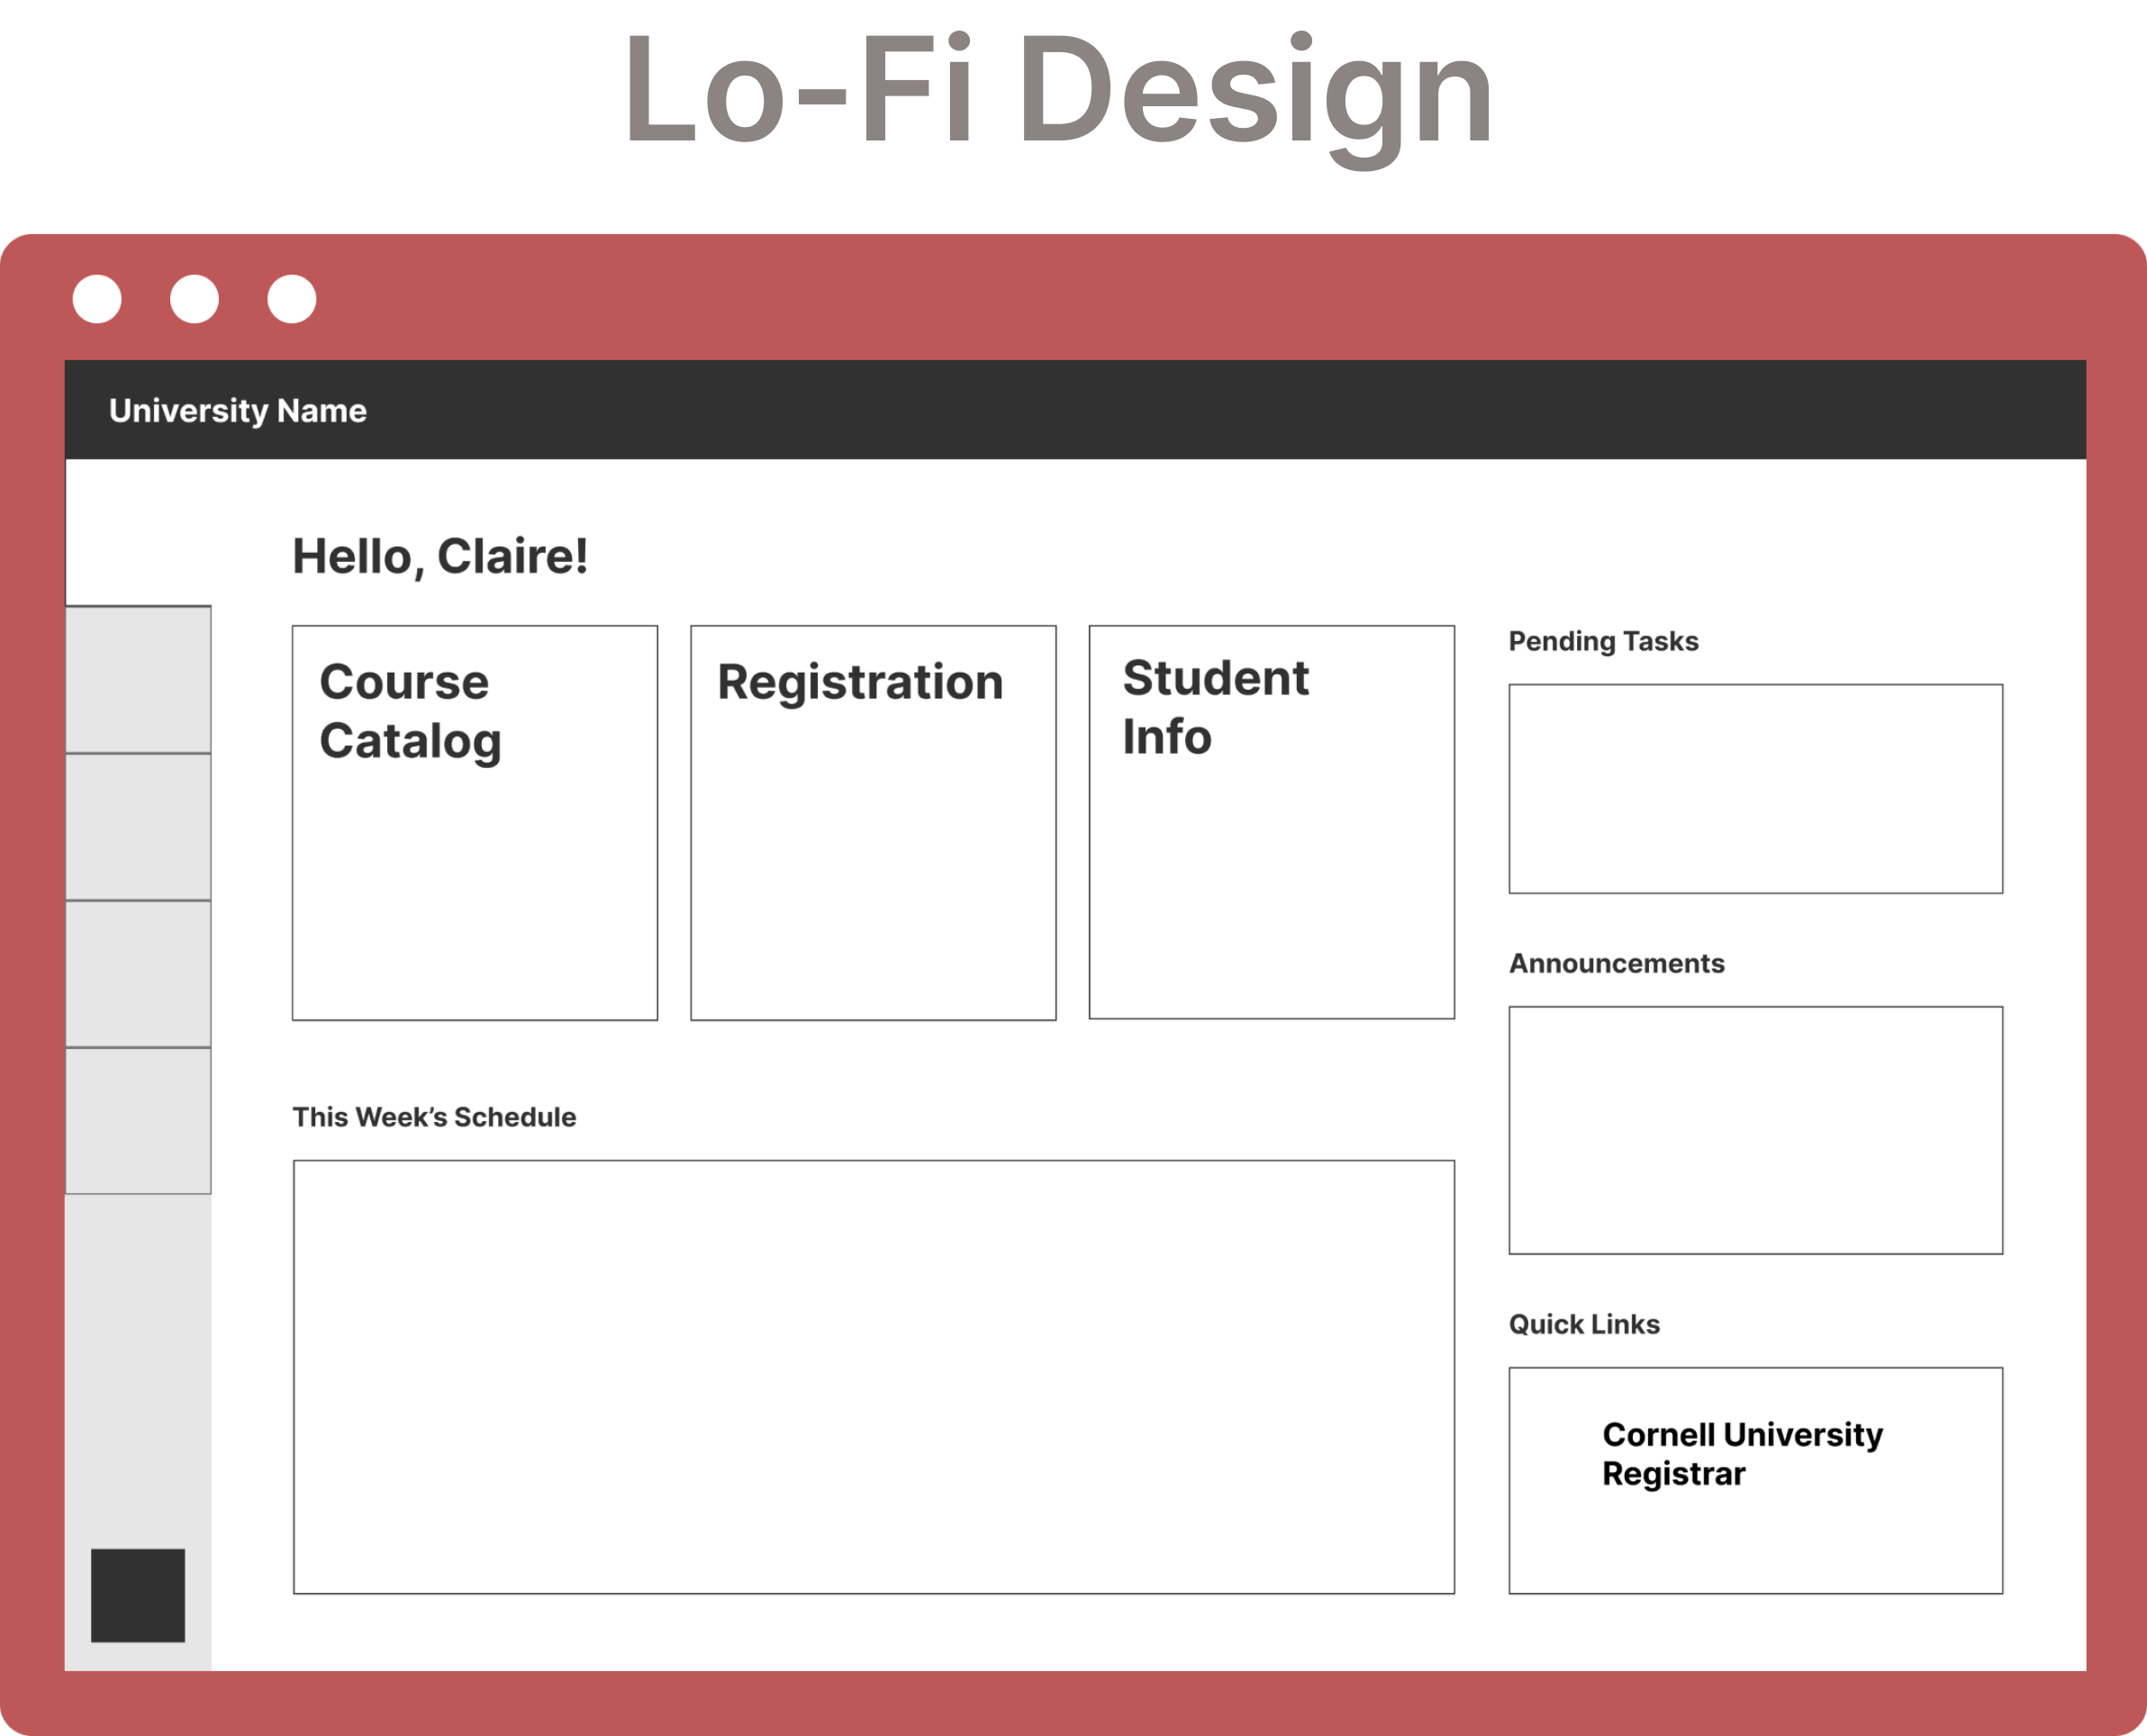 Lo-Fi Design
University Name
Hello, Claire!
Course
Catalog
Registration
Student
Info
Pending Tasks
Announcements
This Week's Schedule
Quick Links
Cornell University
Registrar